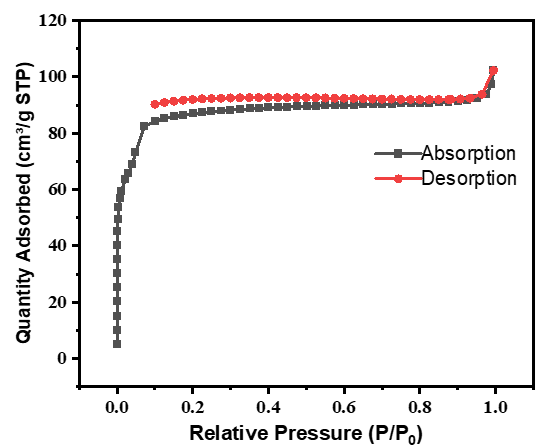 120
100
80
60
40
20
0
Quantity Adsorbed (cm³/g STP)
Absorption
Desorption
0.0 0.2 0.4 0.6 0.8 1.0
Relative Pressure (P/P₀)